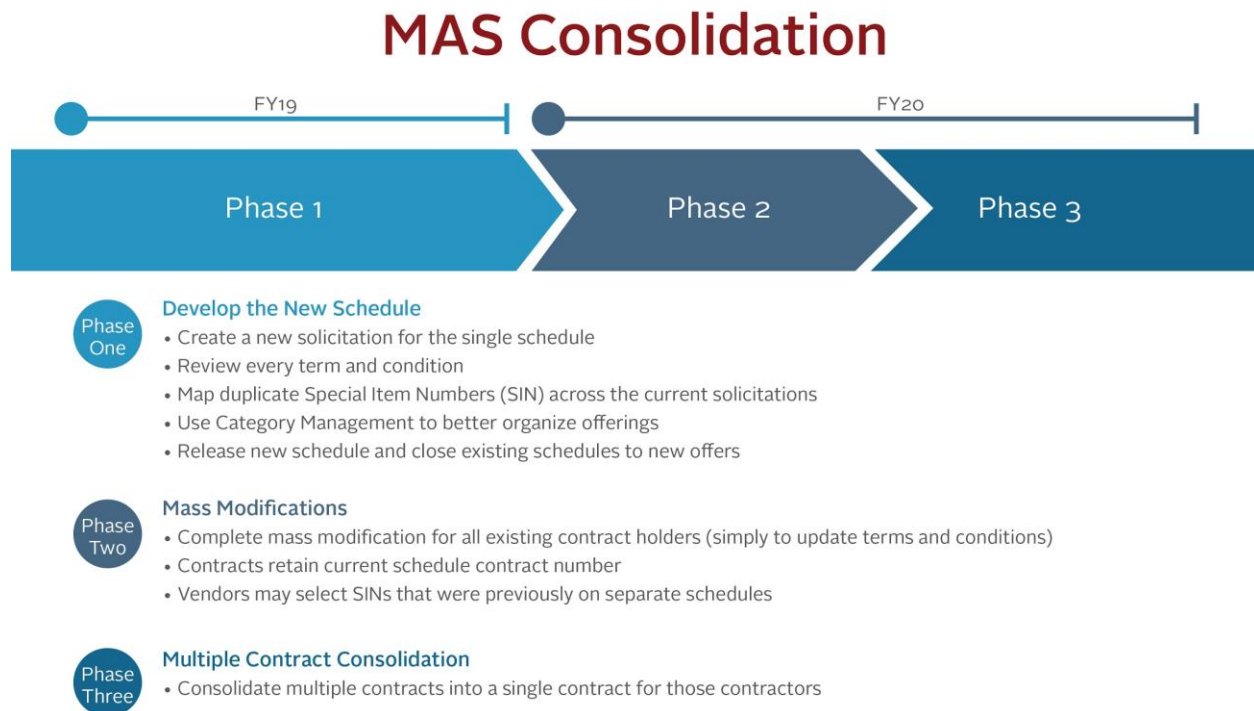 MAS Consolidation
FY19
FY20
Phase 1
Phase 2
Phase 3
Phase
One
Develop the New Schedule
• Create a new solicitation for the single schedule
• Review every term and condition
• Map duplicate Special Item Numbers (SIN) across the current solicitations
• Use Category Management to better organize offerings
• Release new schedule and close existing schedules to new offers
Phase
Two
Mass Modifications
• Complete mass modification for all existing contract holders (simply to update terms and conditions)
• Contracts retain current schedule contract number
• Vendors may select SINs that were previously on separate schedules
Phase
Three
Multiple Contract Consolidation
• Consolidate multiple contracts into a single contract for those contractors